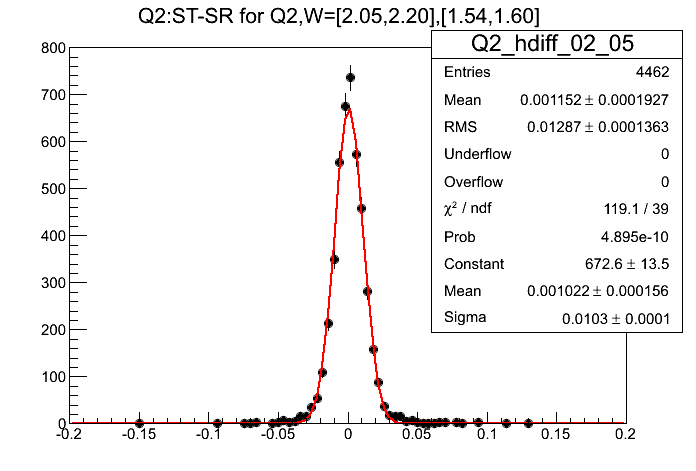 Q2:ST-SR for Q2,W=[2.05,2.20],[1.54,1.60]
Q2_hdiff_02_05
Entries 4462
Mean 0.001152 ± 0.0001927
RMS 0.01287 ± 0.0001363
Underflow 0
Overflow 0
χ² / ndf 119.1 / 39
Prob 4.895e-10
Constant 672.6 ± 13.5
Mean 0.001022 ± 0.000156
Sigma 0.0103 ± 0.0001
800
700
600
500
400
300
200
100
0
-0.2 -0.15 -0.1 -0.05 0 0.05 0.1 0.15 0.2